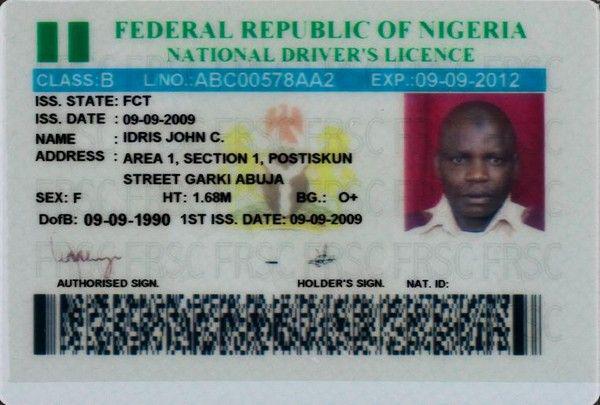 FEDERAL REPUBLIC OF NIGERIA
NATIONAL DRIVER'S LICENCE
CLASS:B L/NO.:ABC00578AA2 EXP.:09-09-2012
ISS. STATE: FCT
ISS. DATE : 09-09-2009
NAME : IDRIS JOHN C.
ADDRESS : AREA 1, SECTION 1, POSTISKUN
STREET GARKI ABUJA
SEX: F HT: 1.68M BG.: O+
DofB: 09-09-1990 1ST ISS. DATE: 09-09-2009
FRSC FRSC FRSC FRSC FRSC
AUTHORISED SIGN. HOLDER'S SIGN. NAT. ID: